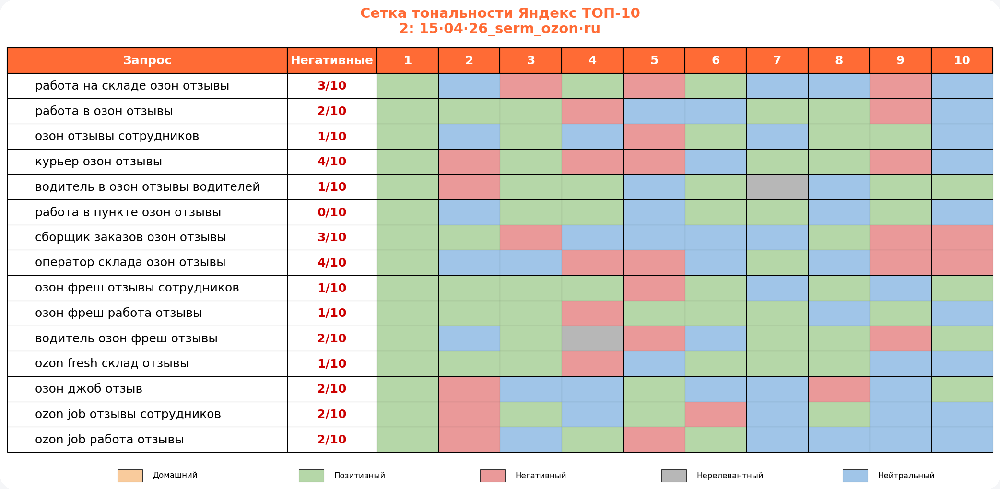 Сетка тональности Яндекс ТОП-10
2: 15·04·26_serm_ozon·ru
Запрос Негативные 1 2 3 4 5 6 7 8 9 10
работа на складе озон отзывы 3/10
работа в озон отзывы 2/10
озон отзывы сотрудников 1/10
курьер озон отзывы 4/10
водитель в озон отзывы водителей 1/10
работа в пункте озон отзывы 0/10
сборщик заказов озон отзывы 3/10
оператор склада озон отзывы 4/10
озон фреш отзывы сотрудников 1/10
озон фреш работа отзывы 1/10
водитель озон фреш отзывы 2/10
ozon fresh склад отзывы 1/10
озон джоб отзыв 2/10
ozon job отзывы сотрудников 2/10
ozon job работа отзывы 2/10
Домашний Позитивный Негативный Нерелевантный Нейтральный